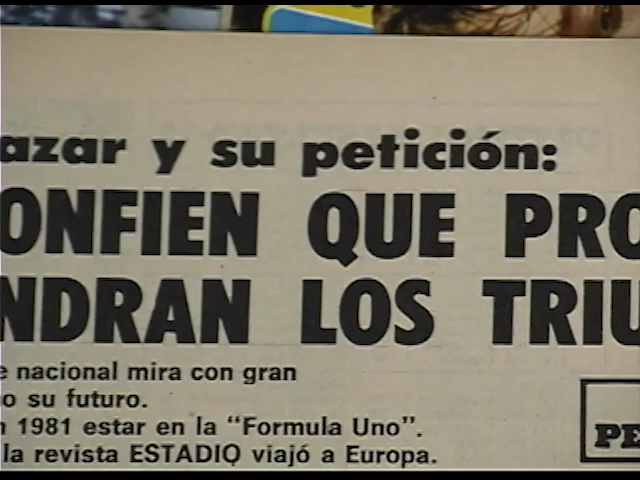 azar y su petición:
ONFIEN QUE PRO
NDRAN LOS TRIU
e nacional mira con gran
o su futuro.
n 1981 estar en la “Formula Uno”.
la revista ESTADIO viajó a Europa.
PE